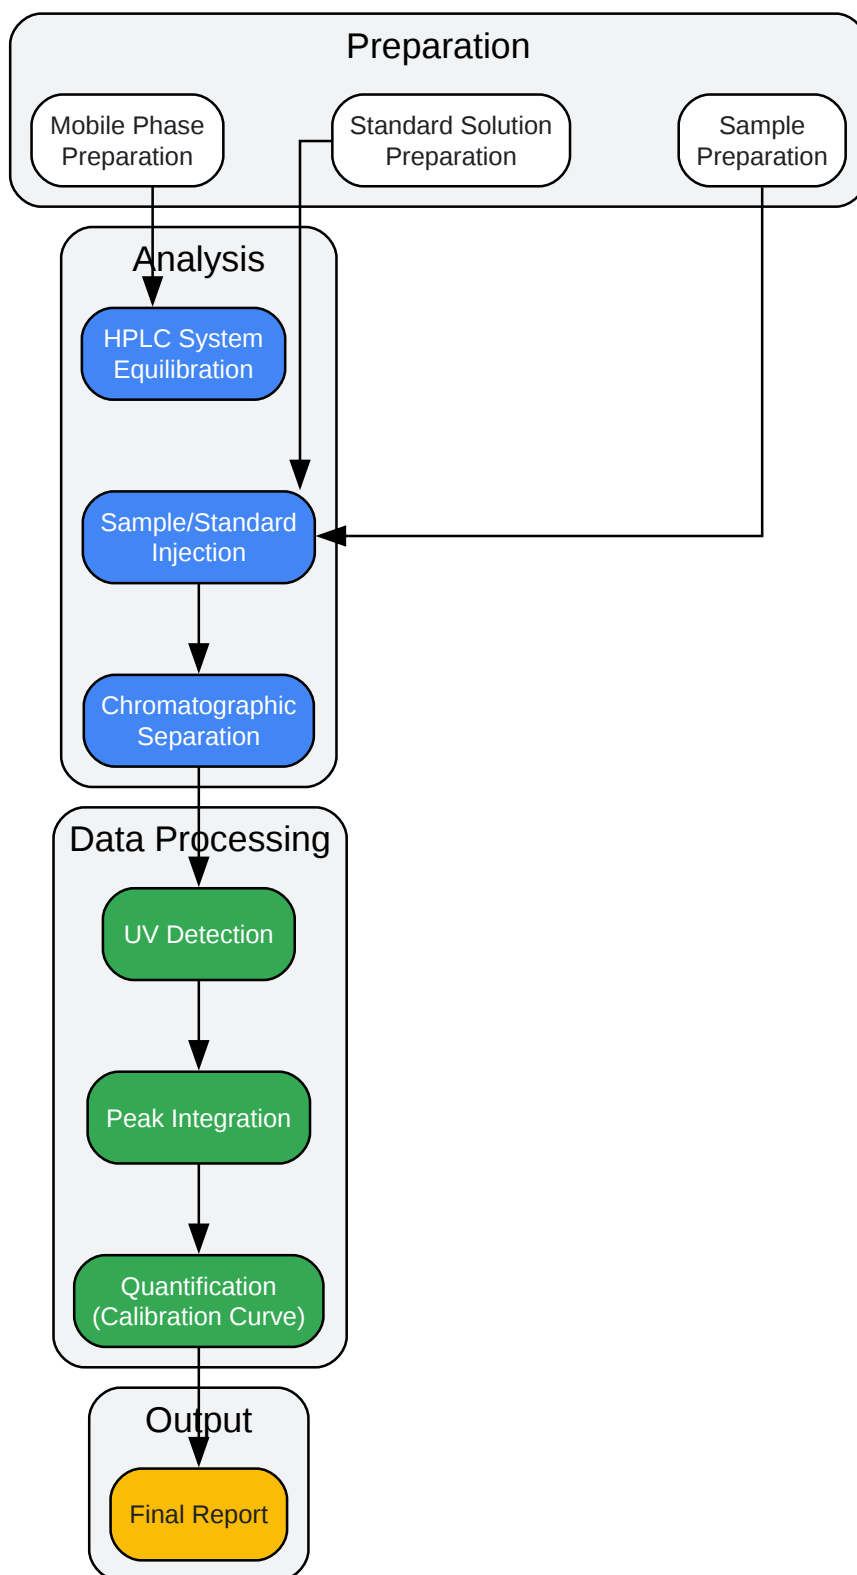 Preparation
Mobile Phase
Preparation
Standard Solution
Preparation
Sample
Preparation
Analysis
HPLC System
Equilibration
Sample/Standard
Injection
Chromatographic
Separation
Data Processing
UV Detection
Peak Integration
Quantification
(Calibration Curve)
Output
Final Report